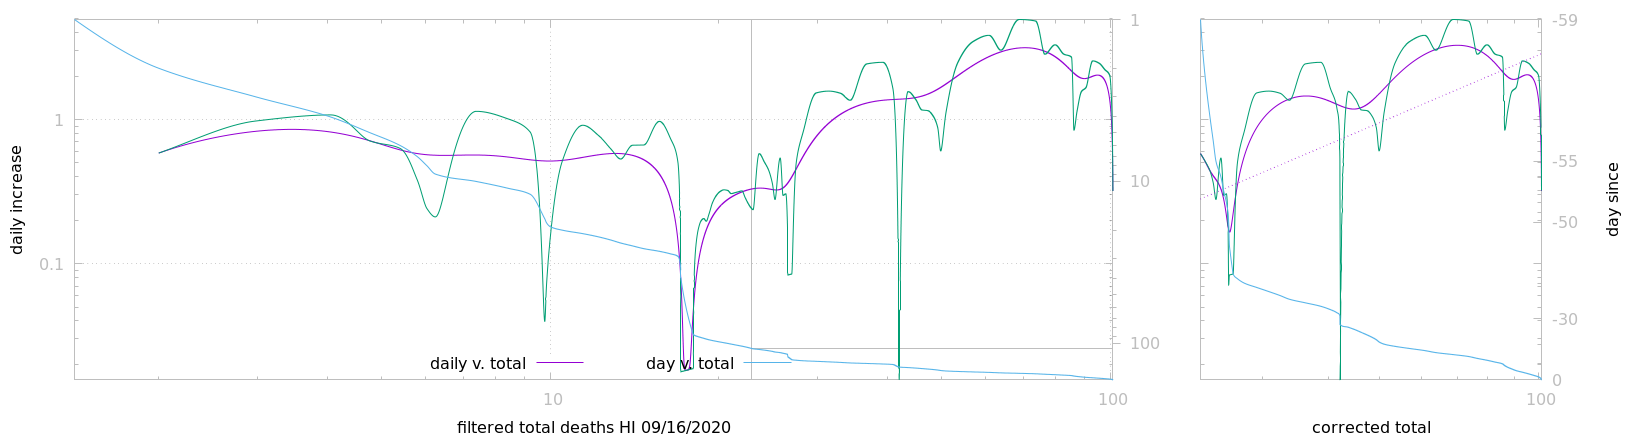 1
-59
daily increase
1
0.1
10
100
-55
-50
-30
0
day since
daily v. total
day v. total
10
100
100
filtered total deaths HI 09/16/2020
corrected total